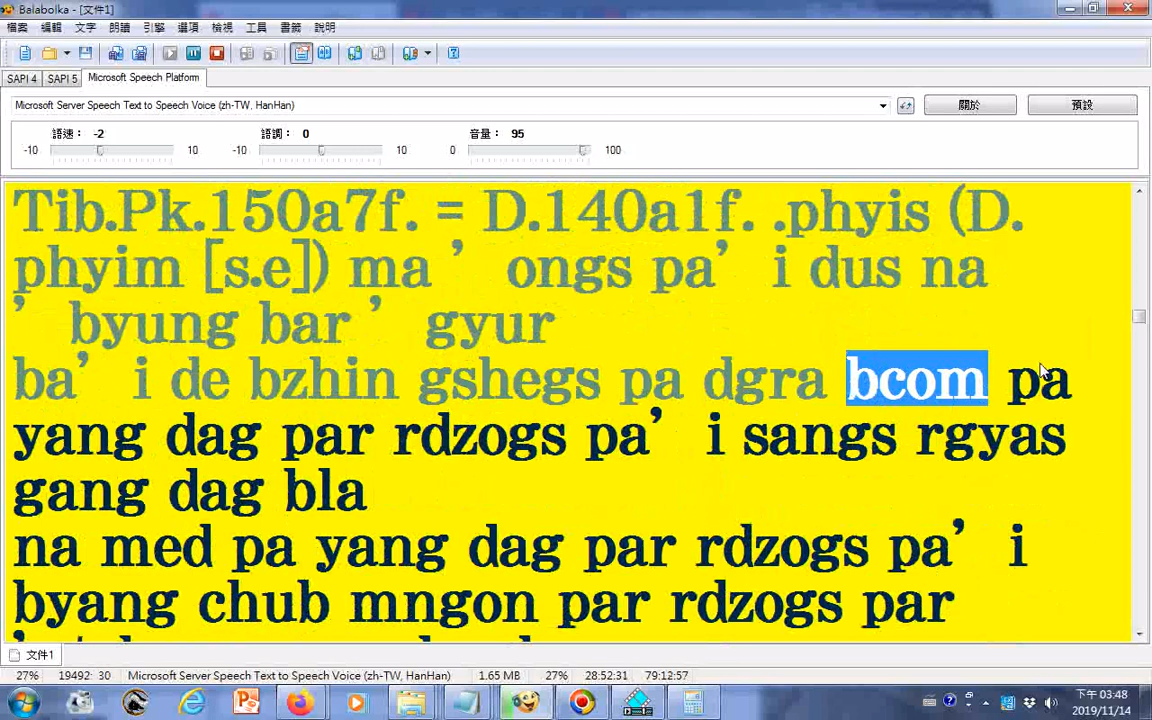 Balabolka - [文件1]
檔案 編輯 文字 朗讀 引擎 選項 檢視 工具 書籤 說明
SAPI 4 SAPI 5 Microsoft Speech Platform
Microsoft Server Speech Text to Speech Voice (zh-TW, HanHan) 關於 預設
語速： -2 語調： 0 音量： 95
-10 10 -10 10 0 100
Tib.Pk.150a7f. = D.140a1f. .phyis (D.
phyim [s.e]) ma ’ongs pa’i dus na
’byung bar ’gyur
ba’i de bzhin gshegs pa dgra bcom pa
yang dag par rdzogs pa’i sangs rgyas
gang dag bla
na med pa yang dag par rdzogs pa’i
byang chub mngon par rdzogs par
文件1
27% 19492: 30 Microsoft Server Speech Text to Speech Voice (zh-TW, HanHan) 1.65 MB 27% 28:52:31 79:12:57
下午 03:48
2019/11/14